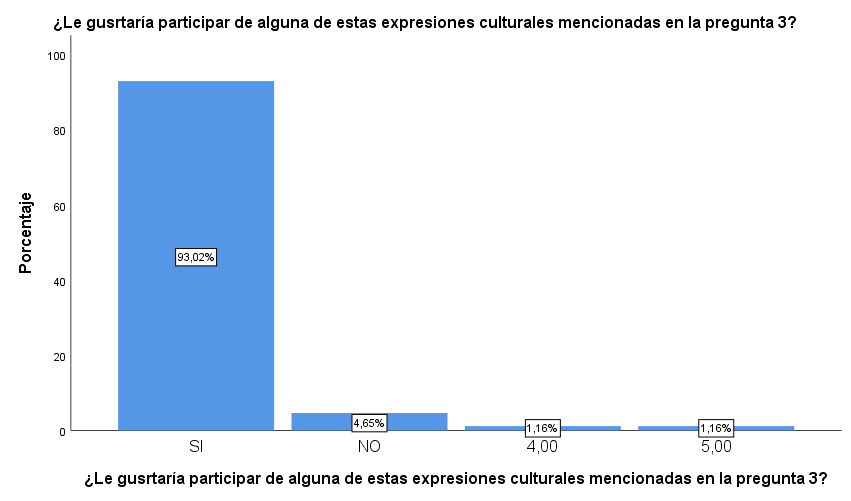 ¿Le gusrtaría participar de alguna de estas expresiones culturales mencionadas en la pregunta 3?
100
80
60
40
20
0
Porcentaje
93,02%
4,65%
1,16%
1,16%
SI
NO
4,00
5,00
¿Le gusrtaría participar de alguna de estas expresiones culturales mencionadas en la pregunta 3?